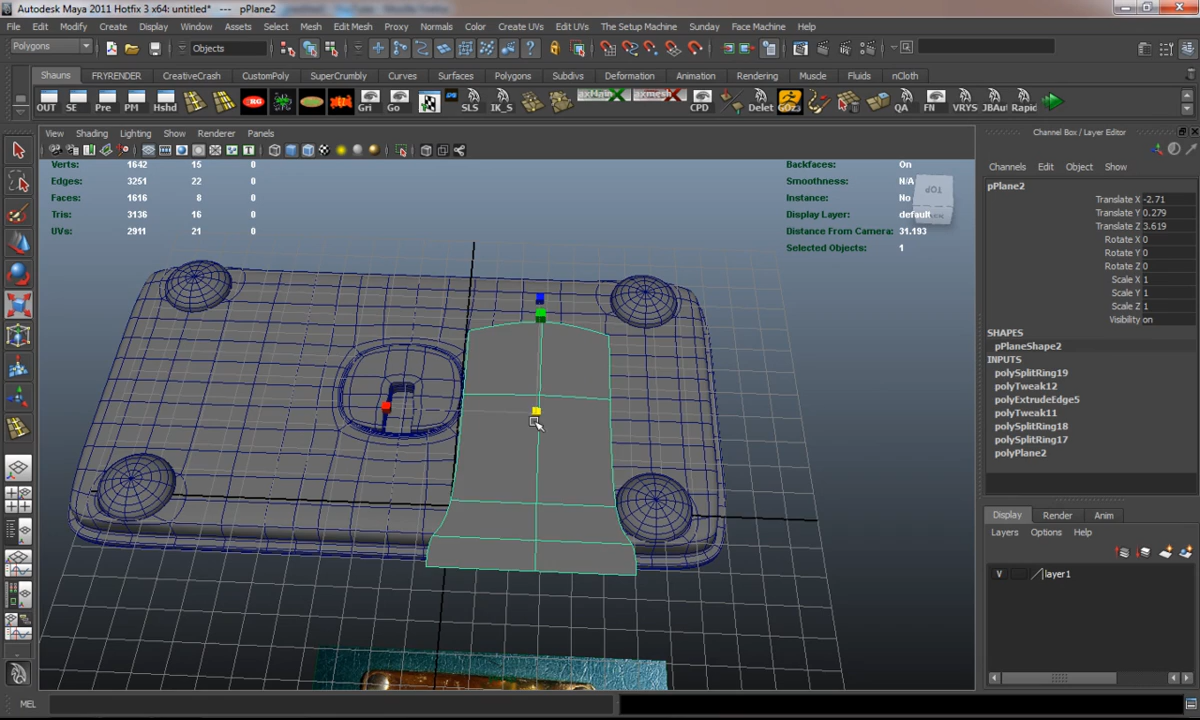 Autodesk Maya 2011 Hotfix 3 x64: untitled* --- pPlane2
File Edit Modify Create Display Window Assets Select Mesh Edit Mesh Proxy Normals Color Create UVs Edit UVs The Setup Machine Sunday Face Machine Help
Polygons Objects
Shauns FRYRENDER CreativeCrash CustomPoly SuperCrumbly Curves Surfaces Polygons Subdivs Deformation Animation Rendering Muscle Fluids nCloth
OUT SE Pre PM Hshd Gri Go SLS IK_S axMain axmesh CPD Delet GoZ QA FN VRYS JBAu Rapid
View Shading Lighting Show Renderer Panels
Channel Box / Layer Editor
Channels Edit Object Show
Verts: 1642 15 0
Edges: 3251 22 0
Faces: 1616 8 0
Tris: 3136 16 0
UVs: 2911 21 0
Backfaces: On
Smoothness: N/A
Instance: No
Display Layer: default
Distance From Camera: 31.193
Selected Objects: 1
TOP
pPlane2
Translate X -2.71
Translate Y 0.279
Translate Z 3.619
Rotate X 0
Rotate Y 0
Rotate Z 0
Scale X 1
Scale Y 1
Scale Z 1
Visibility on
SHAPES
pPlaneShape2
INPUTS
polySplitRing19
polyTweak12
polyExtrudeEdge5
polyTweak11
polySplitRing18
polySplitRing17
polyPlane2
Display Render Anim
Layers Options Help
V layer1
MEL